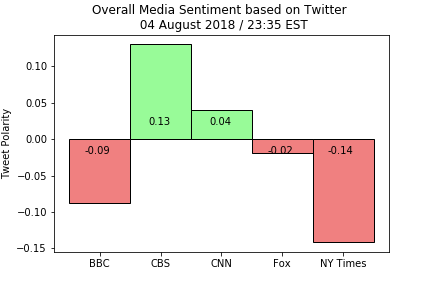 Overall Media Sentiment based on Twitter
04 August 2018 / 23:35 EST
Tweet Polarity
0.10
0.05
0.00
−0.05
−0.10
−0.15
-0.09
0.13
0.04
-0.02
-0.14
BBC
CBS
CNN
Fox
NY Times